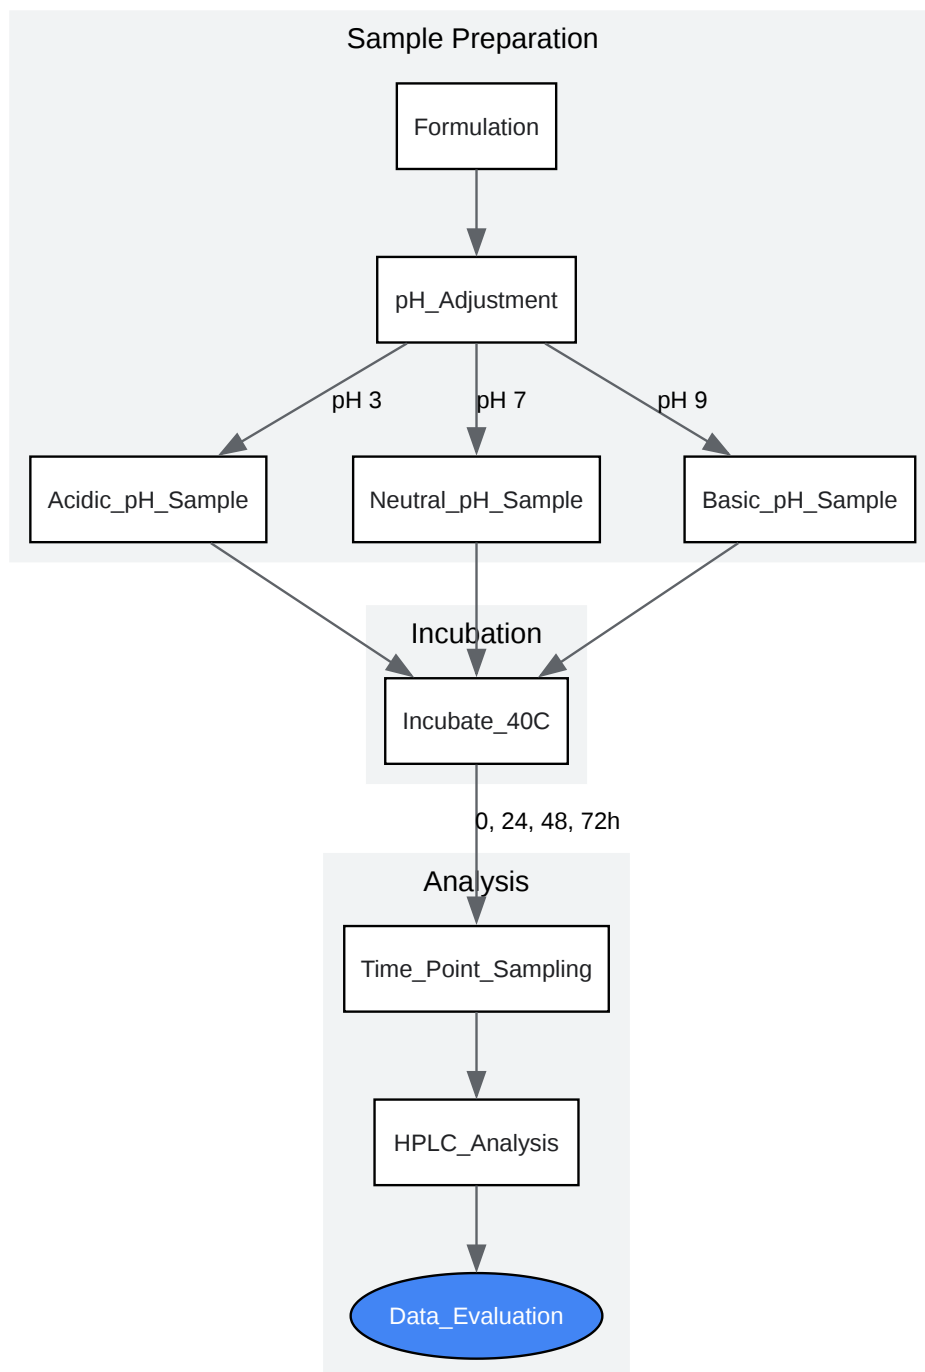 Sample Preparation
Formulation
pH_Adjustment
pH 3
pH 7
pH 9
Acidic_pH_Sample
Neutral_pH_Sample
Basic_pH_Sample
Incubation
Incubate_40C
0, 24, 48, 72h
Analysis
Time_Point_Sampling
HPLC_Analysis
Data_Evaluation